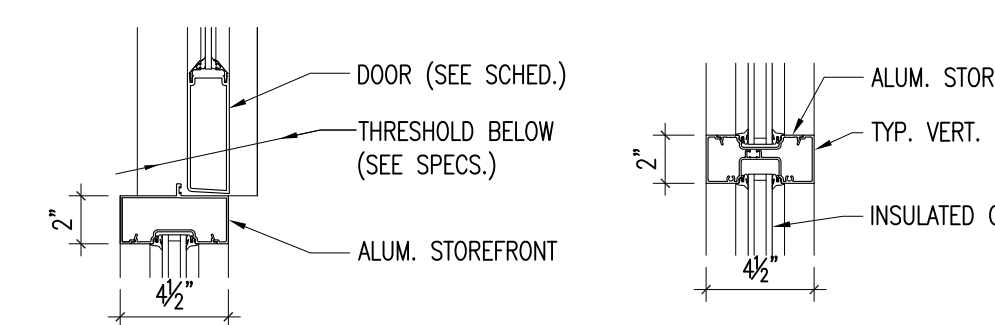 DOOR (SEE SCHED.)
THRESHOLD BELOW
(SEE SPECS.)
2"
ALUM. STOREFRONT
4½"
ALUM. STOR
TYP. VERT.
2"
INSULATED
4½"